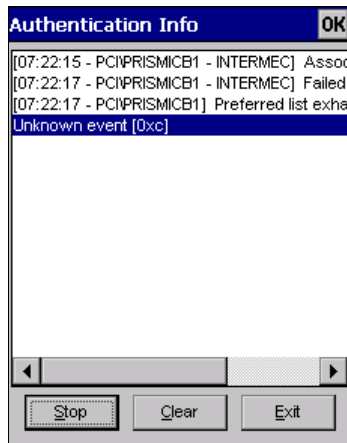 Authentication Info OK
[07:22:15 - PCI\PRISMICB1 - INTERMEC] Assoc
[07:22:17 - PCI\PRISMICB1 - INTERMEC] Failed
[07:22:17 - PCI\PRISMICB1] Preferred list exha
Unknown event [0xc]
Stop Clear Exit